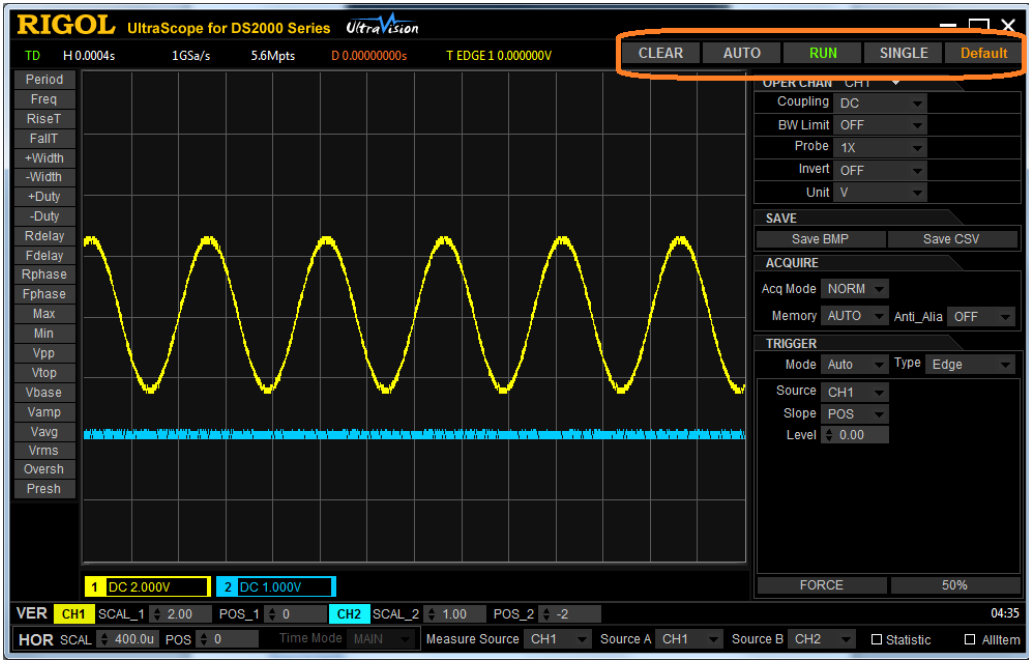 RIGOL UltraScope for DS2000 Series UltraVision
TD H 0.0004s 1GSa/s 5.6Mpts D 0.00000000s T EDGE 1 0.000000V CLEAR AUTO RUN SINGLE Default
Period
Freq
RiseT
FallT
+Width
-Width
+Duty
-Duty
Rdelay
Fdelay
Rphase
Fphase
Max
Min
Vpp
Vtop
Vbase
Vamp
Vavg
Vrms
Oversh
Presh
OPER CHAN CH1
Coupling DC
BW Limit OFF
Probe 1X
Invert OFF
Unit V
SAVE
Save BMP Save CSV
ACQUIRE
Acq Mode NORM
Memory AUTO Anti_Alia OFF
TRIGGER
Mode Auto Type Edge
Source CH1
Slope POS
Level 0.00
FORCE 50%
1 DC 2.000V 2 DC 1.000V
VER CH1 SCAL_1 2.00 POS_1 0 CH2 SCAL_2 1.00 POS_2 -2 04:35
HOR SCAL 400.0u POS 0 Time Mode MAIN Measure Source CH1 Source A CH1 Source B CH2 Statistic AllItem